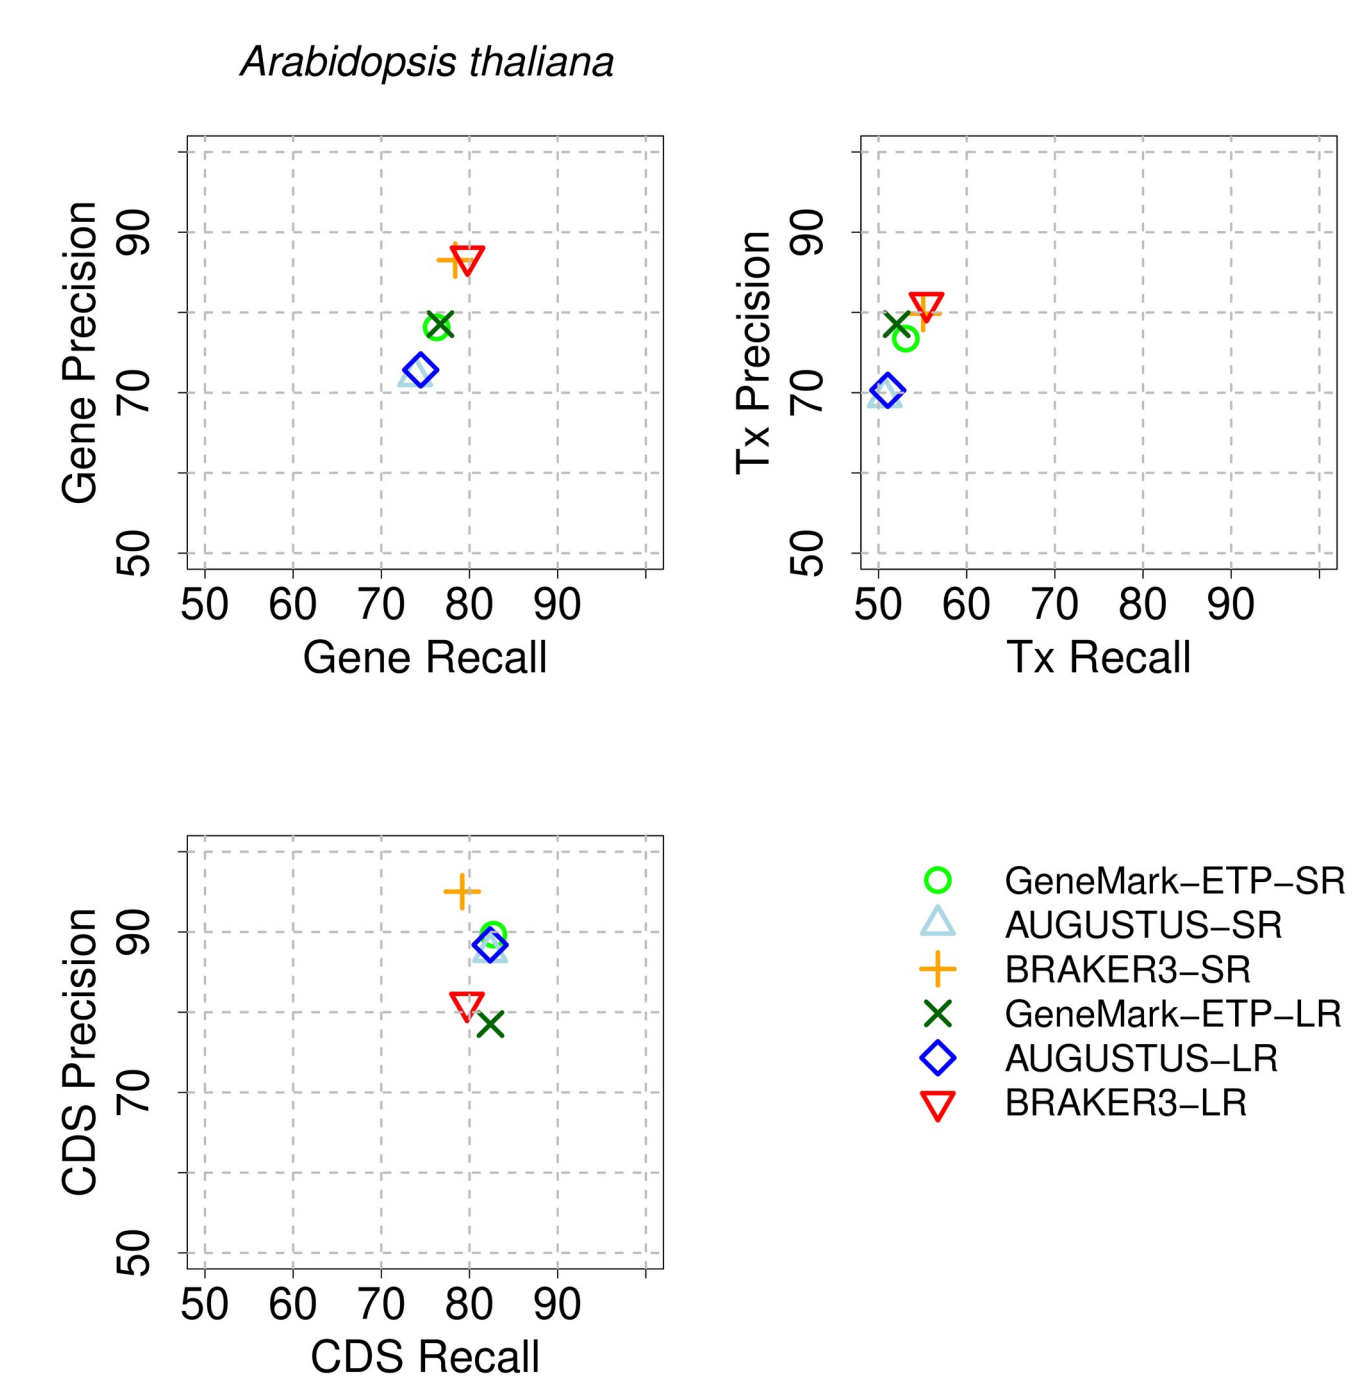 Arabidopsis thaliana
Gene Precision
90
70
50
50 60 70 80 90
Gene Recall
Tx Precision
90
70
50
50 60 70 80 90
Tx Recall
CDS Precision
90
70
50
50 60 70 80 90
CDS Recall
GeneMark−ETP−SR
AUGUSTUS−SR
BRAKER3−SR
GeneMark−ETP−LR
AUGUSTUS−LR
BRAKER3−LR